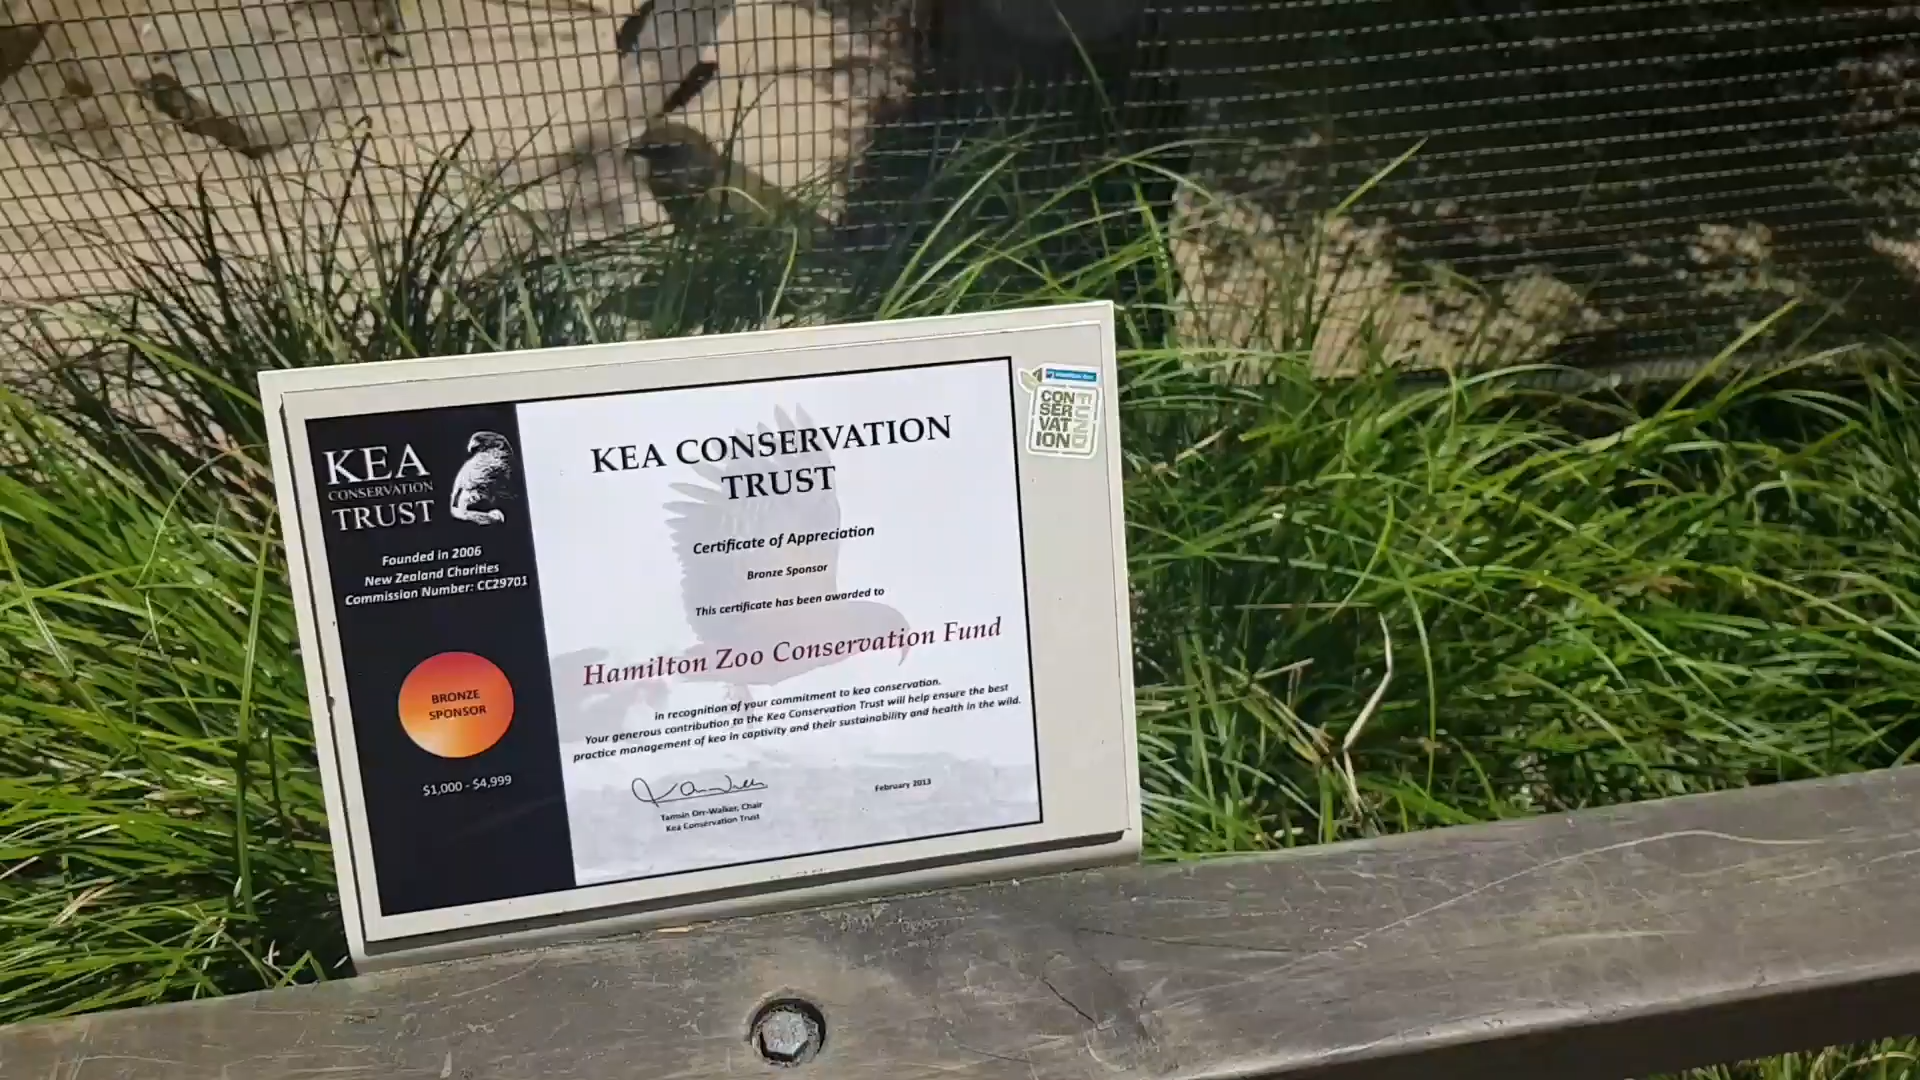 KEA
CONSERVATION
TRUST
Founded in 2006
New Zealand Charities
Commission Number: CC29701
BRONZE
SPONSOR
$1,000 - $4,999
KEA CONSERVATION
TRUST
Certificate of Appreciation
Bronze Sponsor
This certificate has been awarded to
Hamilton Zoo Conservation Fund
in recognition of your commitment to kea conservation.
Your generous contribution to the Kea Conservation Trust will help ensure the best
practice management of kea in captivity and their sustainability and health in the wild.
Tamsin Orr-Walker, Chair
Kea Conservation Trust
February 2013
CON
SER
VAT
ION
FUND